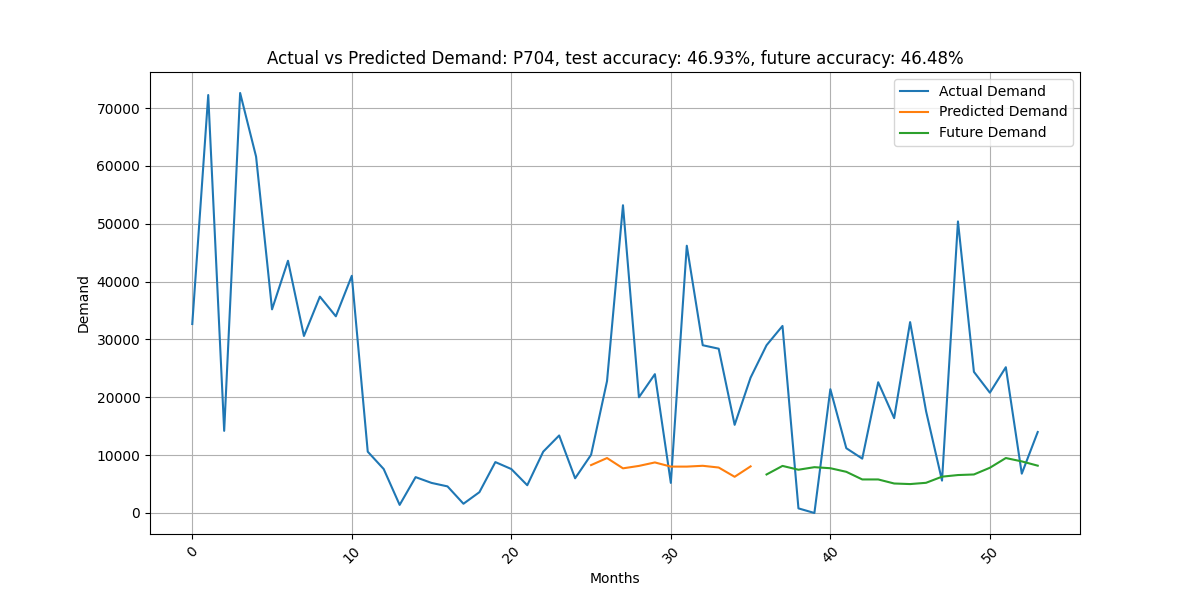 Actual vs Predicted Demand: P704, test accuracy: 46.93%, future accuracy: 46.48%
Actual Demand
Predicted Demand
Future Demand
70000
60000
50000
40000
30000
20000
10000
0
Demand
0 10 20 30 40 50
Months